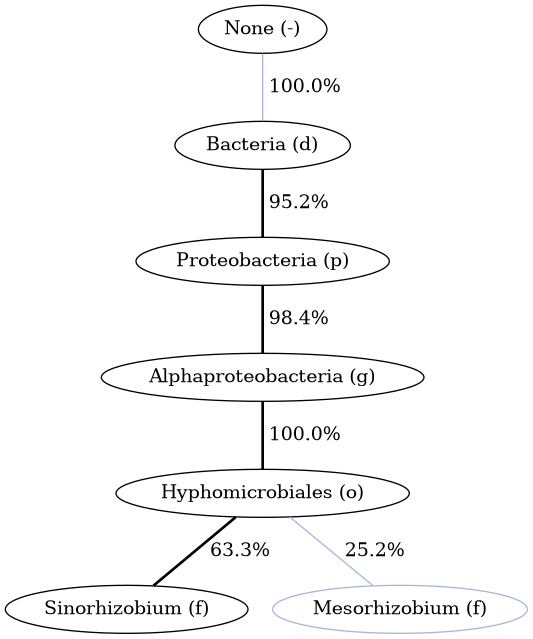 None (-)
100.0%
Bacteria (d)
95.2%
Proteobacteria (p)
98.4%
Alphaproteobacteria (g)
100.0%
Hyphomicrobiales (o)
63.3% 25.2%
Sinorhizobium (f) Mesorhizobium (f)